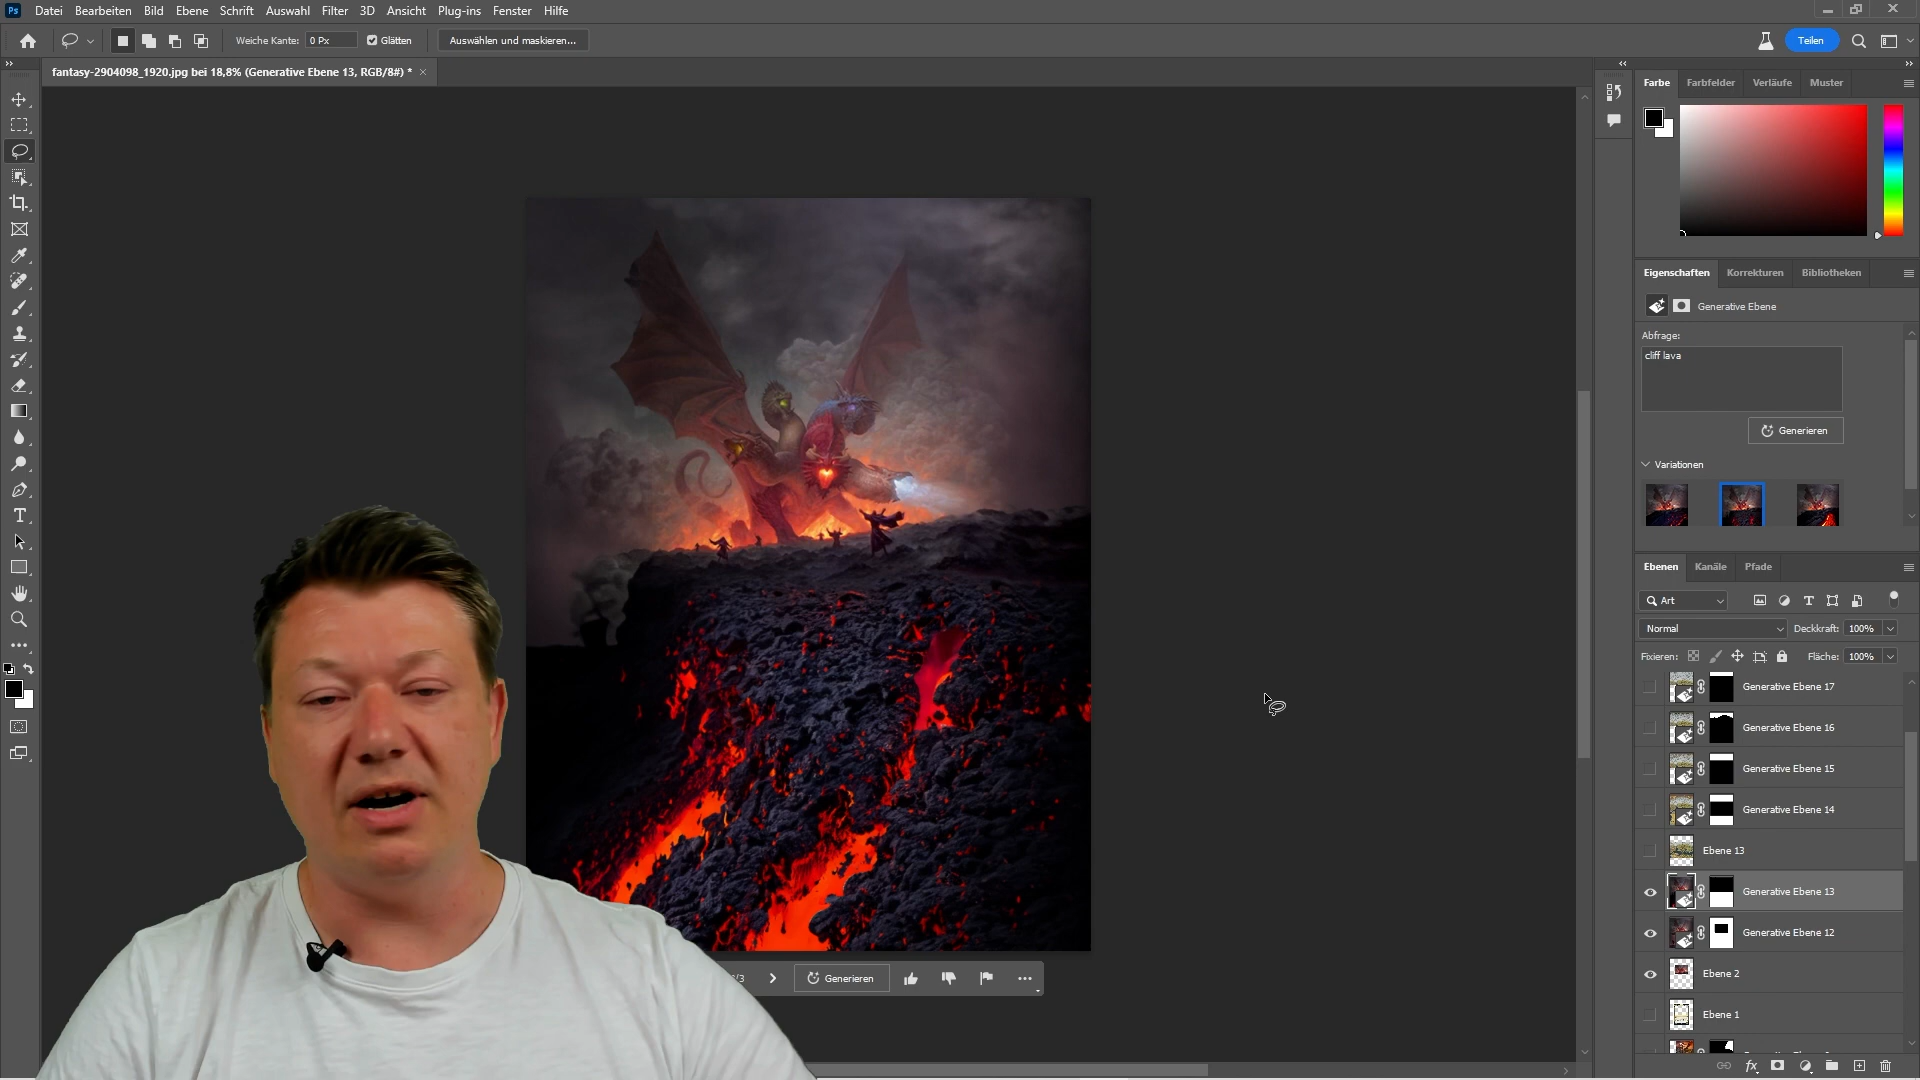 Ps Datei Bearbeiten Bild Ebene Schrift Auswahl Filter 3D Ansicht Plug-ins Fenster Hilfe
Weiche Kante: 0 Px Glätten Auswählen und maskieren... Teilen
fantasy-2904098_1920.jpg bei 18,8% (Generative Ebene 13, RGB/8#) *
Farbe Farbfelder Verläufe Muster
Eigenschaften Korrekturen Bibliotheken
Generative Ebene
Abfrage:
cliff lava
Generieren
Variationen
Ebenen Kanäle Pfade
Art
Normal Deckkraft: 100%
Fixieren: Fläche: 100%
Generative Ebene 17
Generative Ebene 16
Generative Ebene 15
Generative Ebene 14
Ebene 13
Generative Ebene 13
Generative Ebene 12
Ebene 2
Ebene 1
/3 Generieren
fx